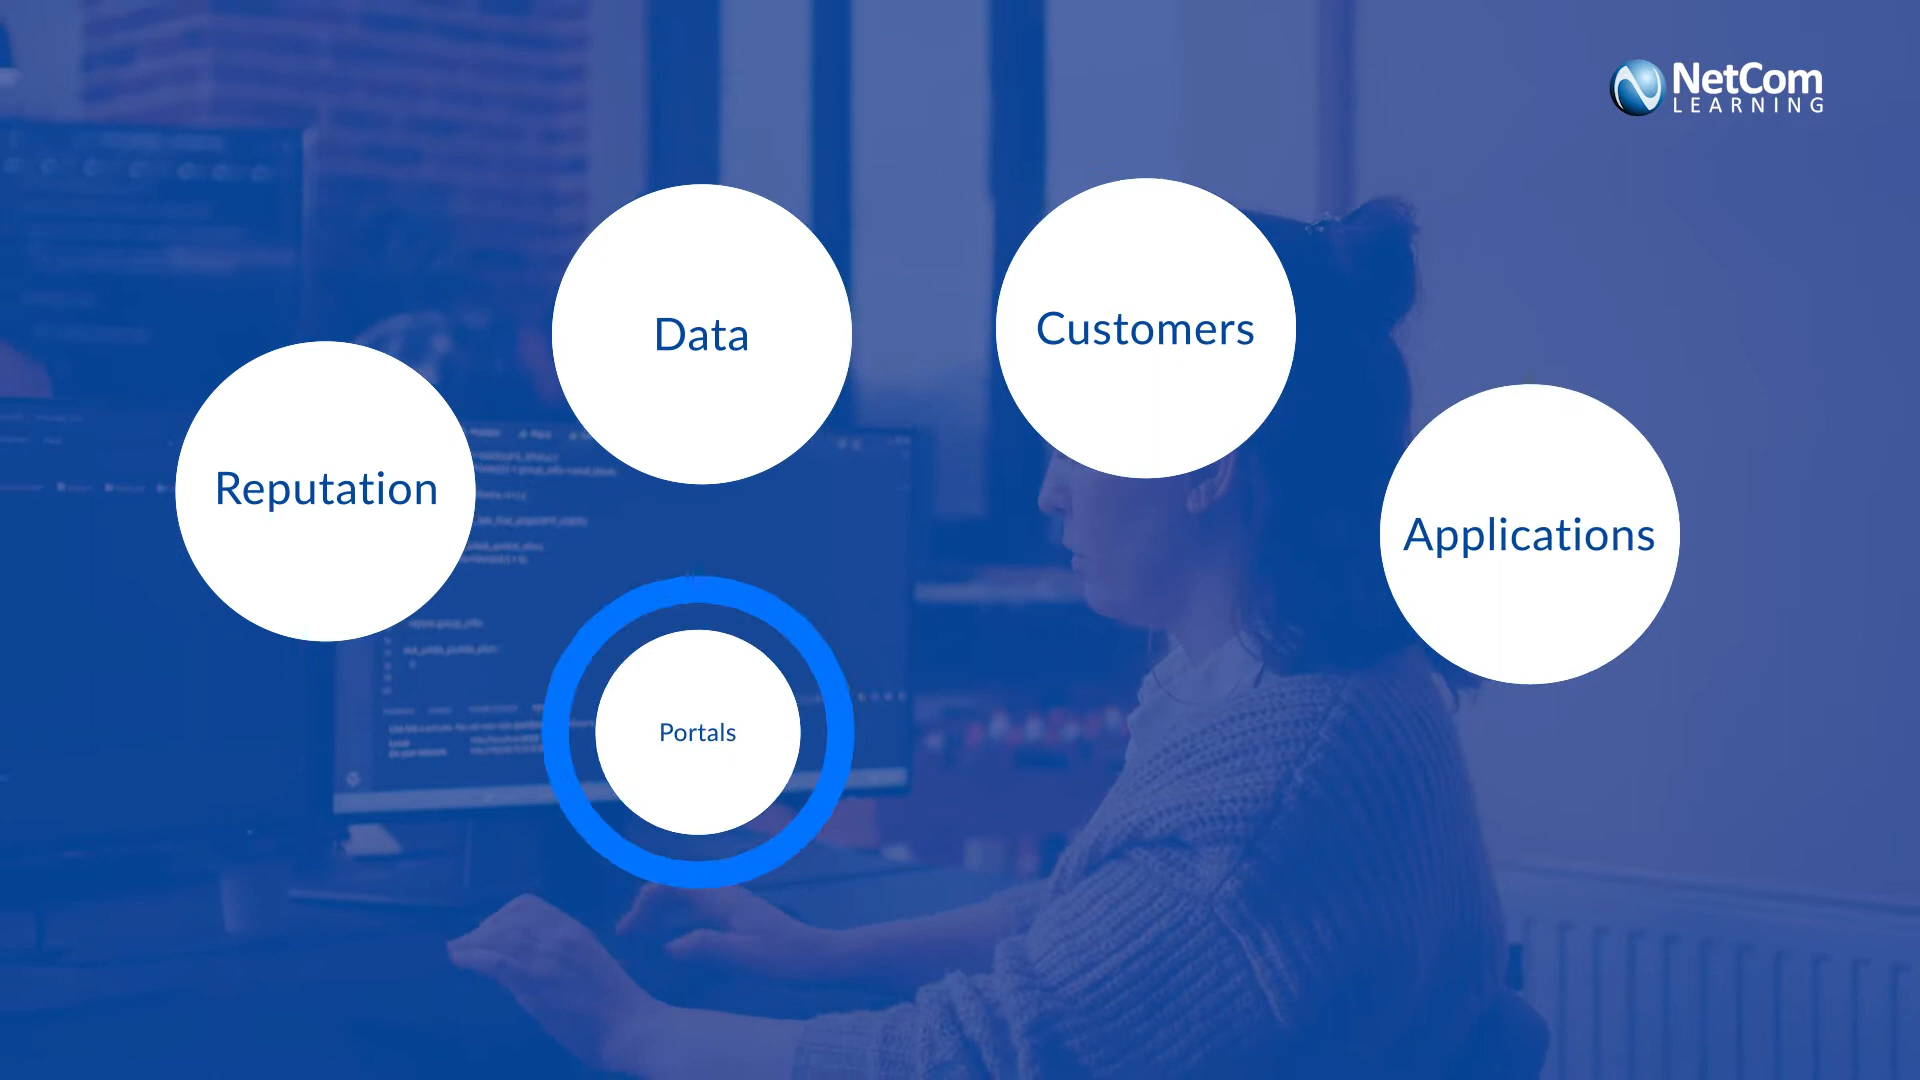 NetCom
LEARNING
Data
Customers
Reputation
Applications
Portals